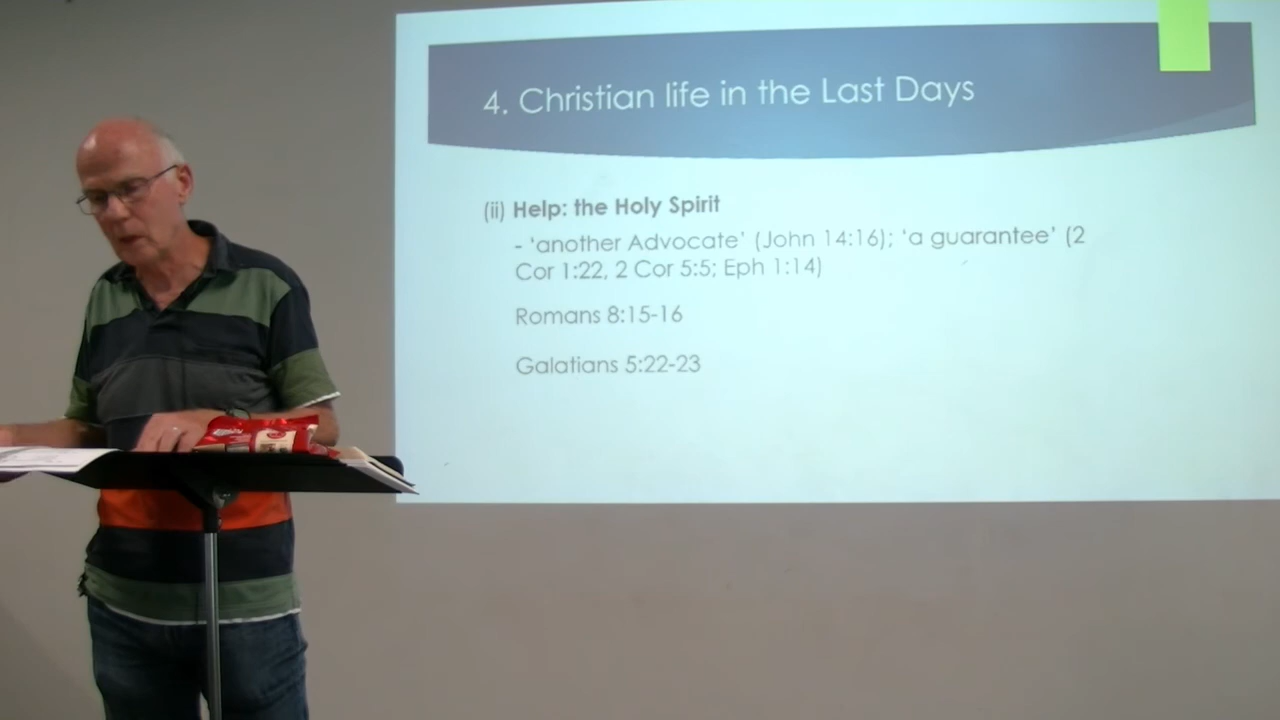 4. Christian life in the Last Days
(ii) Help: the Holy Spirit
- ‘another Advocate’ (John 14:16); ‘a guarantee’ (2
Cor 1:22, 2 Cor 5:5; Eph 1:14)
Romans 8:15-16
Galatians 5:22-23